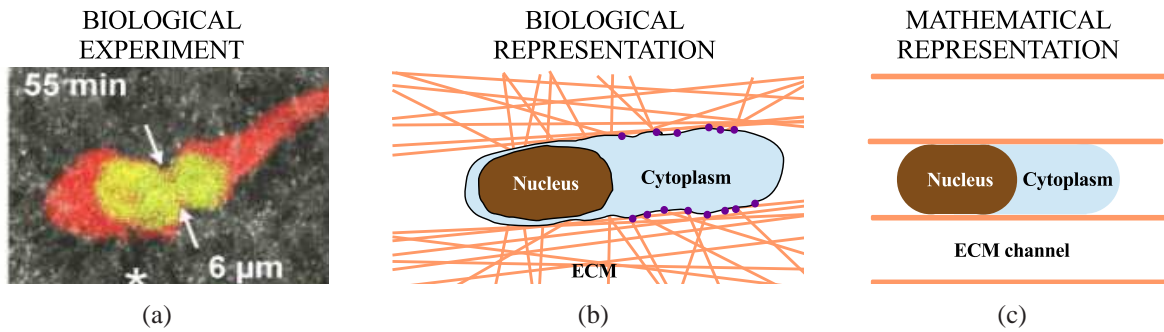 BIOLOGICAL
EXPERIMENT
55 min
6 μm
*
(a)
BIOLOGICAL
REPRESENTATION
Nucleus
Cytoplasm
ECM
(b)
MATHEMATICAL
REPRESENTATION
Nucleus
Cytoplasm
ECM channel
(c)